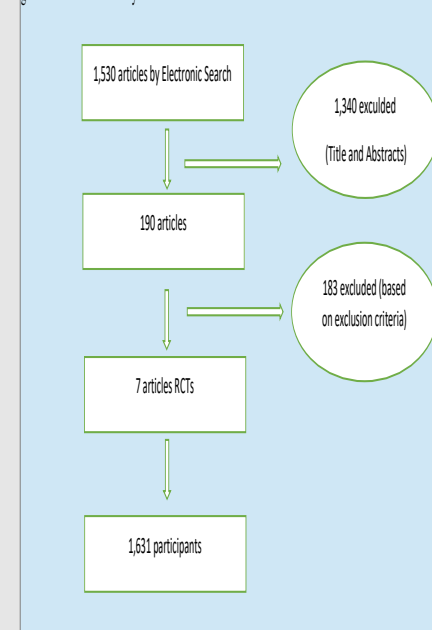 1,530 articles by Electronic Search
1,340 exculded
(Title and Abstracts)
190 articles
183 excluded (based
on exclusion criteria)
7 articles RCTs
1,631 participants